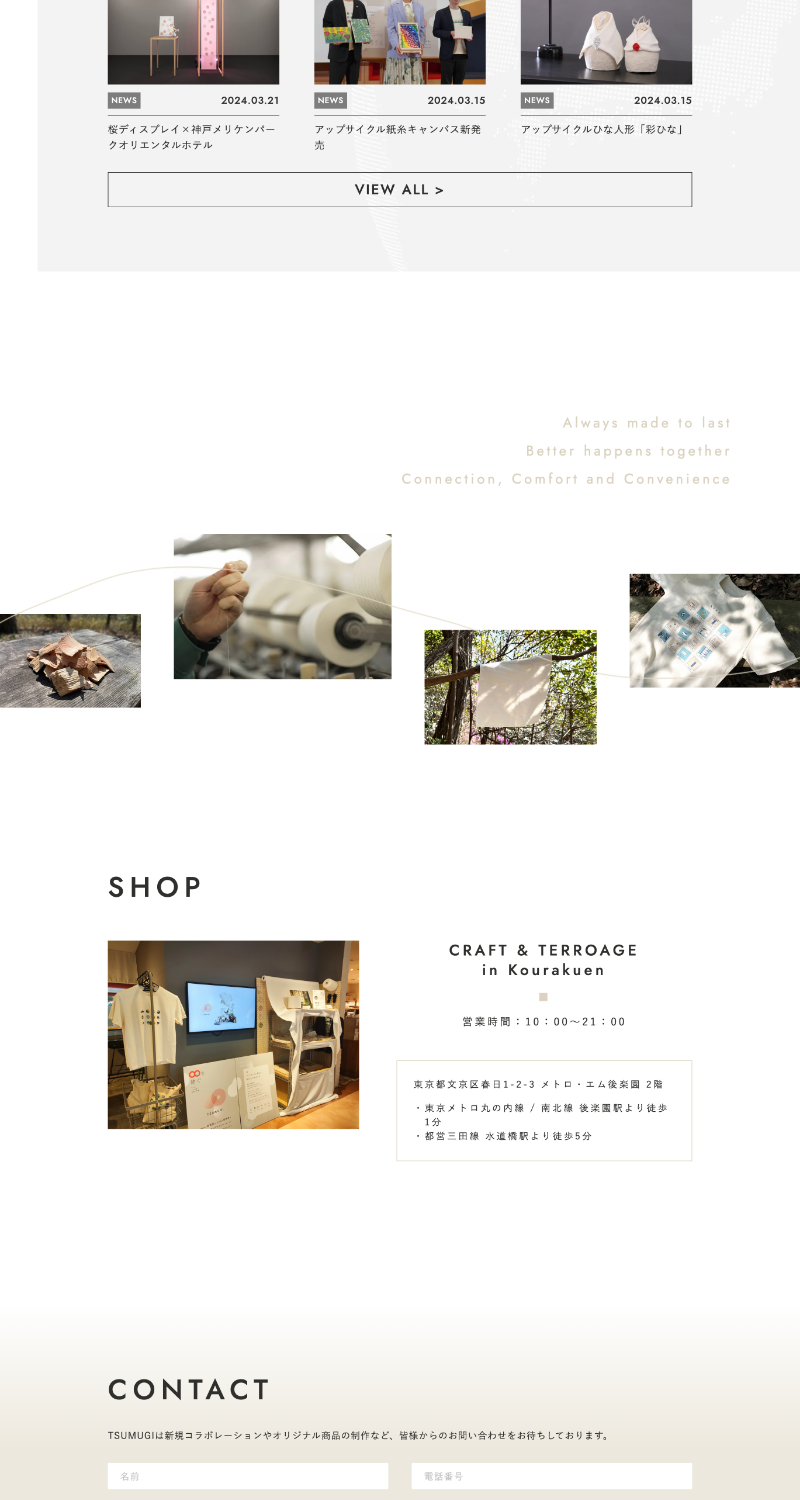 NEWS
2024.03.21
桜ディスプレイ×神戸メリケンパー
クオリエンタルホテル
NEWS
2024.03.15
アップサイクル紙糸キャンバス新発
売
NEWS
2024.03.15
アップサイクルひな人形「彩ひな」
VIEW ALL >
Always made to last
Better happens together
Connection, Comfort and Convenience
SHOP
CRAFT & TERROAGE
in Kourakuen
営業時間：10：00〜21：00
東京都文京区春日1-2-3 メトロ・エム後楽園 2階
・東京メトロ丸の内線 / 南北線 後楽園駅より徒歩
1分
・都営三田線 水道橋駅より徒歩5分
CONTACT
TSUMUGIは新規コラボレーションやオリジナル商品の制作など、皆様からのお問い合わせをお待ちしております。
名前
電話番号